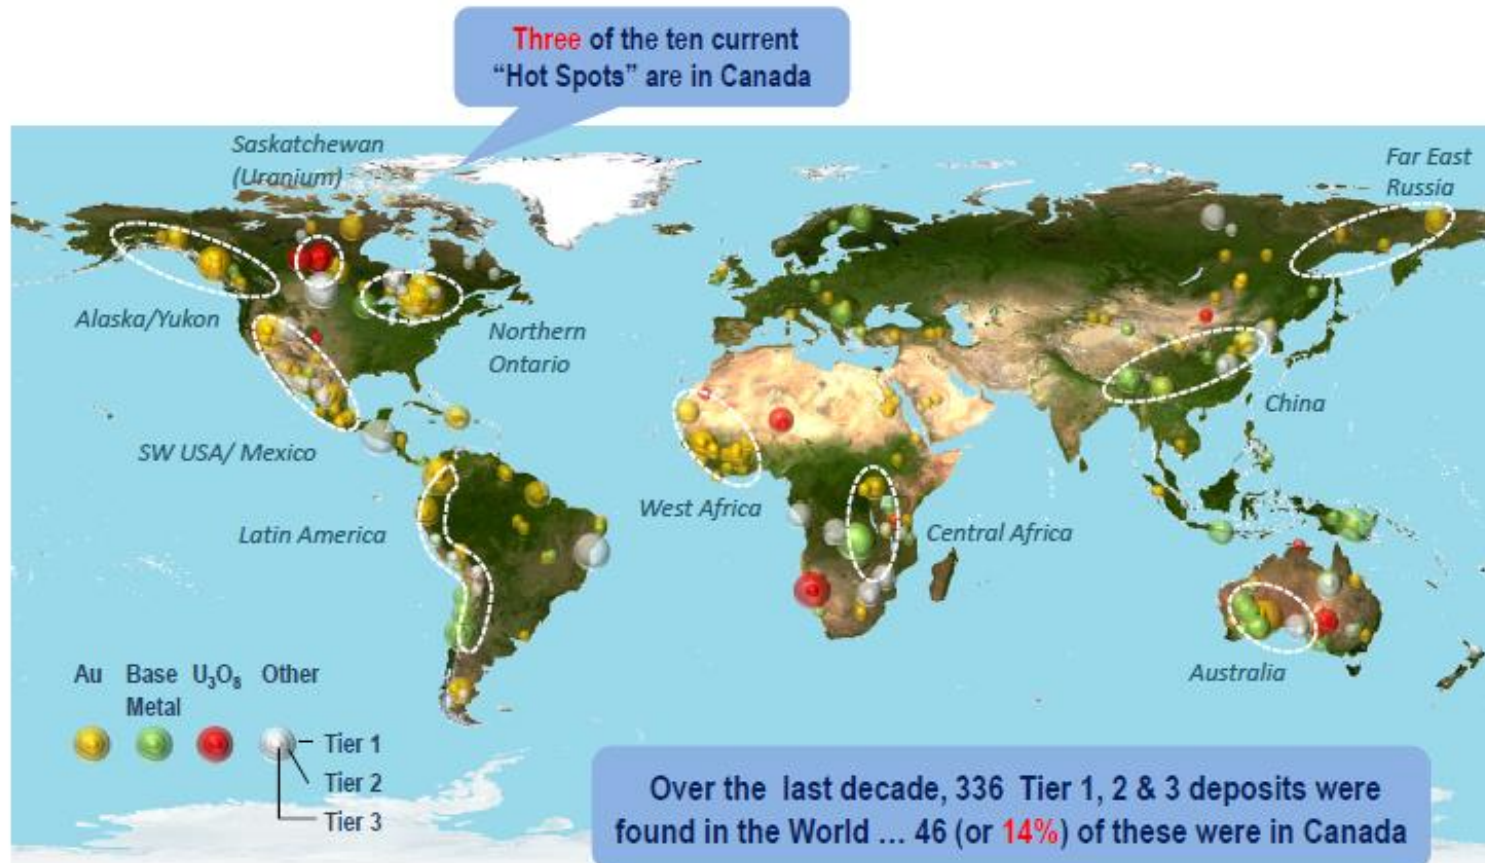 Three of the ten current
“Hot Spots” are in Canada
Saskatchewan
(Uranium)
Far East
Russia
Alaska/Yukon
Northern
Ontario
China
SW USA/ Mexico
West Africa
Latin America
Central Africa
Australia
Au Base U₃O₈ Other
Metal
Tier 1
Tier 2
Tier 3
Over the last decade, 336 Tier 1, 2 & 3 deposits were
found in the World ... 46 (or 14%) of these were in Canada